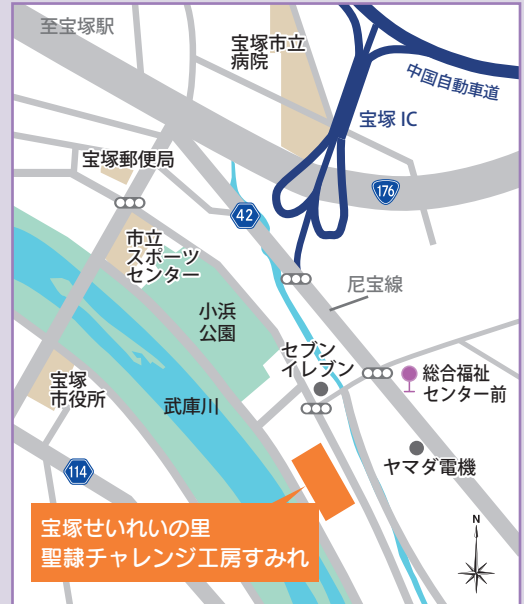 至宝塚駅
宝塚市立
病院
中国自動車道
宝塚 IC
宝塚郵便局
176
42
市立
スポーツ
センター
尼宝線
小浜
公園
セブン
イレブン
総合福祉
センター前
宝塚
市役所
武庫川
ヤマダ電機
114
宝塚せいれいの里
聖隷チャレンジ工房すみれ
N